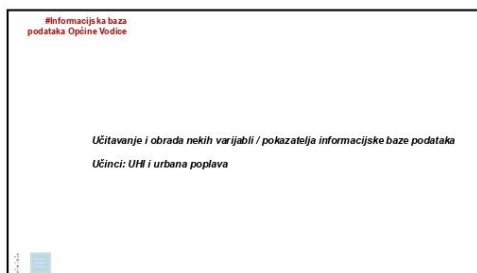 #Informacijska baza
podataka Općine Vodice
Učitavanje i obrada nekih varijabli / pokazatelja informacijske baze podataka
Učinci: UHI i urbana poplava